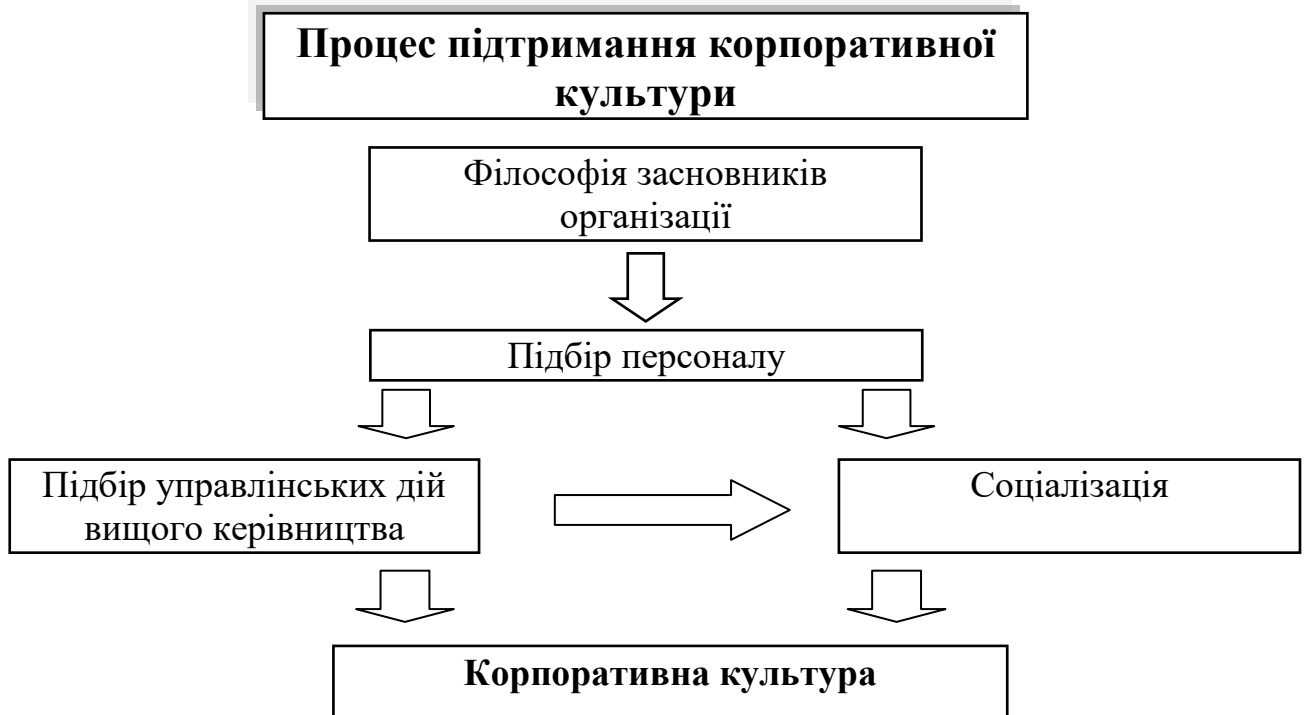 Процес підтримання корпоративної
культури
Філософія засновників
організації
Підбір персоналу
Підбір управлінських дій
вищого керівництва
Соціалізація
Корпоративна культура